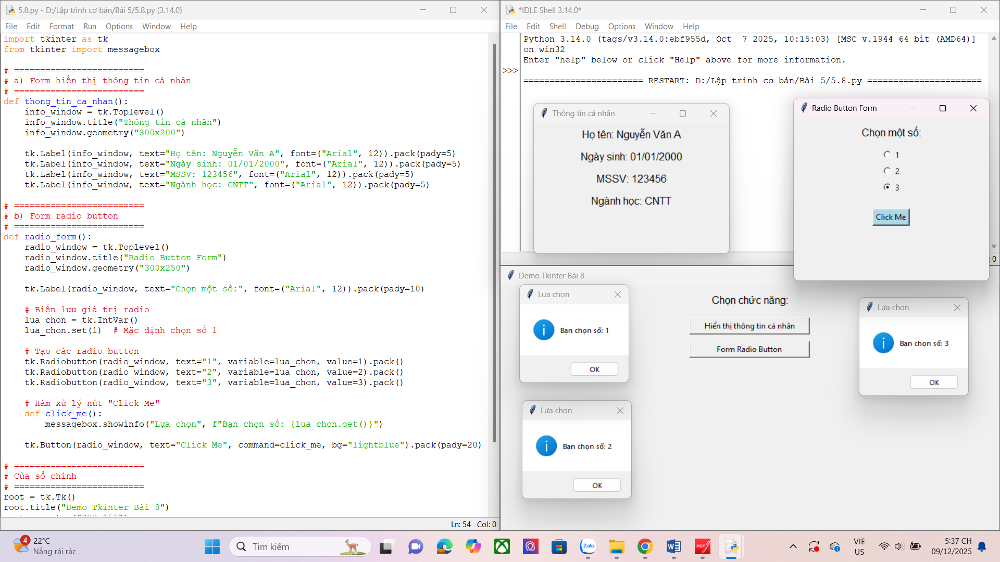 5.8.py - D:/Lập trình cơ bản/Bài 5/5.8.py (3.14.0)
File Edit Format Run Options Window Help
import tkinter as tk
from tkinter import messagebox
# =========================
# a) Form hiển thị thông tin cá nhân
# =========================
def thong_tin_ca_nhan():
    info_window = tk.Toplevel()
    info_window.title("Thông tin cá nhân")
    info_window.geometry("300x200")
    tk.Label(info_window, text="Họ tên: Nguyễn Văn A", font=("Arial", 12)).pack(pady=5)
    tk.Label(info_window, text="Ngày sinh: 01/01/2000", font=("Arial", 12)).pack(pady=5)
    tk.Label(info_window, text="MSSV: 123456", font=("Arial", 12)).pack(pady=5)
    tk.Label(info_window, text="Ngành học: CNTT", font=("Arial", 12)).pack(pady=5)
# =========================
# b) Form radio button
# =========================
def radio_form():
    radio_window = tk.Toplevel()
    radio_window.title("Radio Button Form")
    radio_window.geometry("300x250")
    tk.Label(radio_window, text="Chọn một số:", font=("Arial", 12)).pack(pady=10)
    # Biến lưu giá trị radio
    lua_chon = tk.IntVar()
    lua_chon.set(1)  # Mặc định chọn số 1
    # Tạo các radio button
    tk.Radiobutton(radio_window, text="1", variable=lua_chon, value=1).pack()
    tk.Radiobutton(radio_window, text="2", variable=lua_chon, value=2).pack()
    tk.Radiobutton(radio_window, text="3", variable=lua_chon, value=3).pack()
    # Hàm xử lý nút "Click Me"
    def click_me():
        messagebox.showinfo("Lựa chọn", f"Bạn chọn số: {lua_chon.get()}")
    tk.Button(radio_window, text="Click Me", command=click_me, bg="lightblue").pack(pady=20)
# =========================
# Cửa sổ chính
# =========================
root = tk.Tk()
root.title("Demo Tkinter Bài 8")
Ln: 54 Col: 0
*IDLE Shell 3.14.0*
File Edit Shell Debug Options Window Help
Python 3.14.0 (tags/v3.14.0:ebf955d, Oct  7 2025, 10:15:03) [MSC v.1944 64 bit (AMD64)]
on win32
Enter "help" below or click "Help" above for more information.
>>>
======================= RESTART: D:/Lập trình cơ bản/Bài 5/5.8.py ======================
Thông tin cá nhân
Họ tên: Nguyễn Văn A
Ngày sinh: 01/01/2000
MSSV: 123456
Ngành học: CNTT
Radio Button Form
Chọn một số:
1
2
3
Click Me
: 0
Demo Tkinter Bài 8
Chọn chức năng:
Hiển thị thông tin cá nhân
Form Radio Button
Lựa chọn
Bạn chọn số: 1
OK
Lựa chọn
Bạn chọn số: 3
OK
Lựa chọn
Bạn chọn số: 2
OK
4
22°C
Nắng rải rác
Tìm kiếm
Zalo
PDF
VIE
US
5:37 CH
09/12/2025